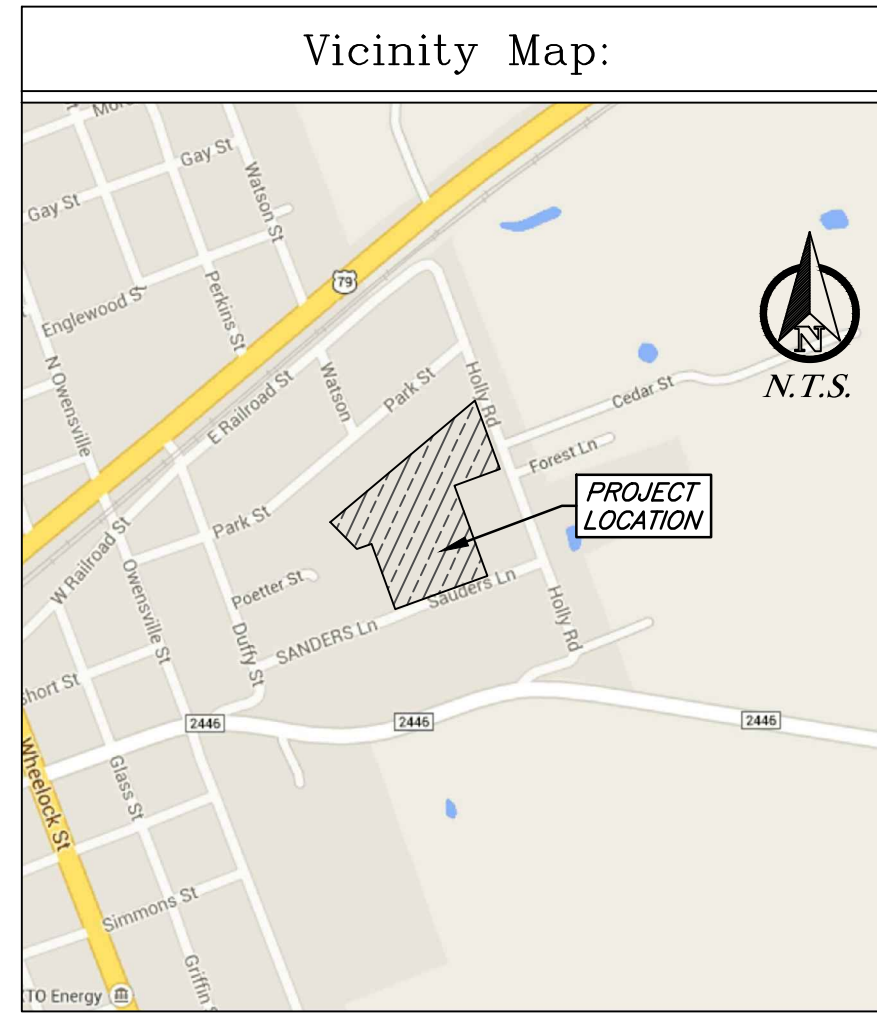 Vicinity Map:
Gay St
Gay St
Watson St
Englewood St
Perkins St
79
N Owensville
E Railroad St
Watson
Park St
Holly Rd
Cedar St
N
N.T.S.
Forest Ln
PROJECT
LOCATION
Park St
W Railroad St
Owensville St
Poetter St
Duffy St
Sauders Ln
SANDERS Ln
Holly Rd
Short St
2446
2446
2446
Wheelock St
Glass St
Simmons St
Griffin
TO Energy